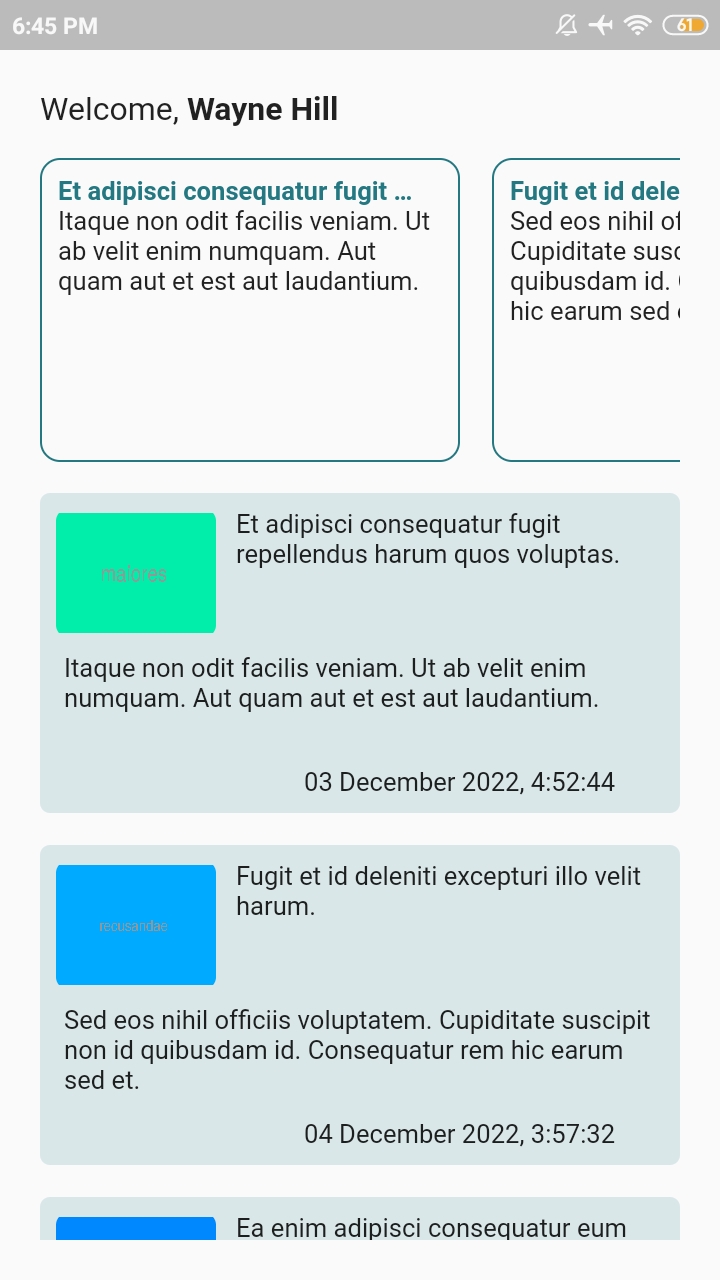 6:45 PM
61
Welcome, Wayne Hill
Et adipisci consequatur fugit ...
Itaque non odit facilis veniam. Ut
ab velit enim numquam. Aut
quam aut et est aut laudantium.
Fugit et id dele
Sed eos nihil of
Cupiditate susc
quibusdam id.
hic earum sed
maiores
Et adipisci consequatur fugit
repellendus harum quos voluptas.
Itaque non odit facilis veniam. Ut ab velit enim
numquam. Aut quam aut et est aut laudantium.
03 December 2022, 4:52:44
recusandae
Fugit et id deleniti excepturi illo velit
harum.
Sed eos nihil officiis voluptatem. Cupiditate suscipit
non id quibusdam id. Consequatur rem hic earum
sed et.
04 December 2022, 3:57:32
Ea enim adipisci consequatur eum